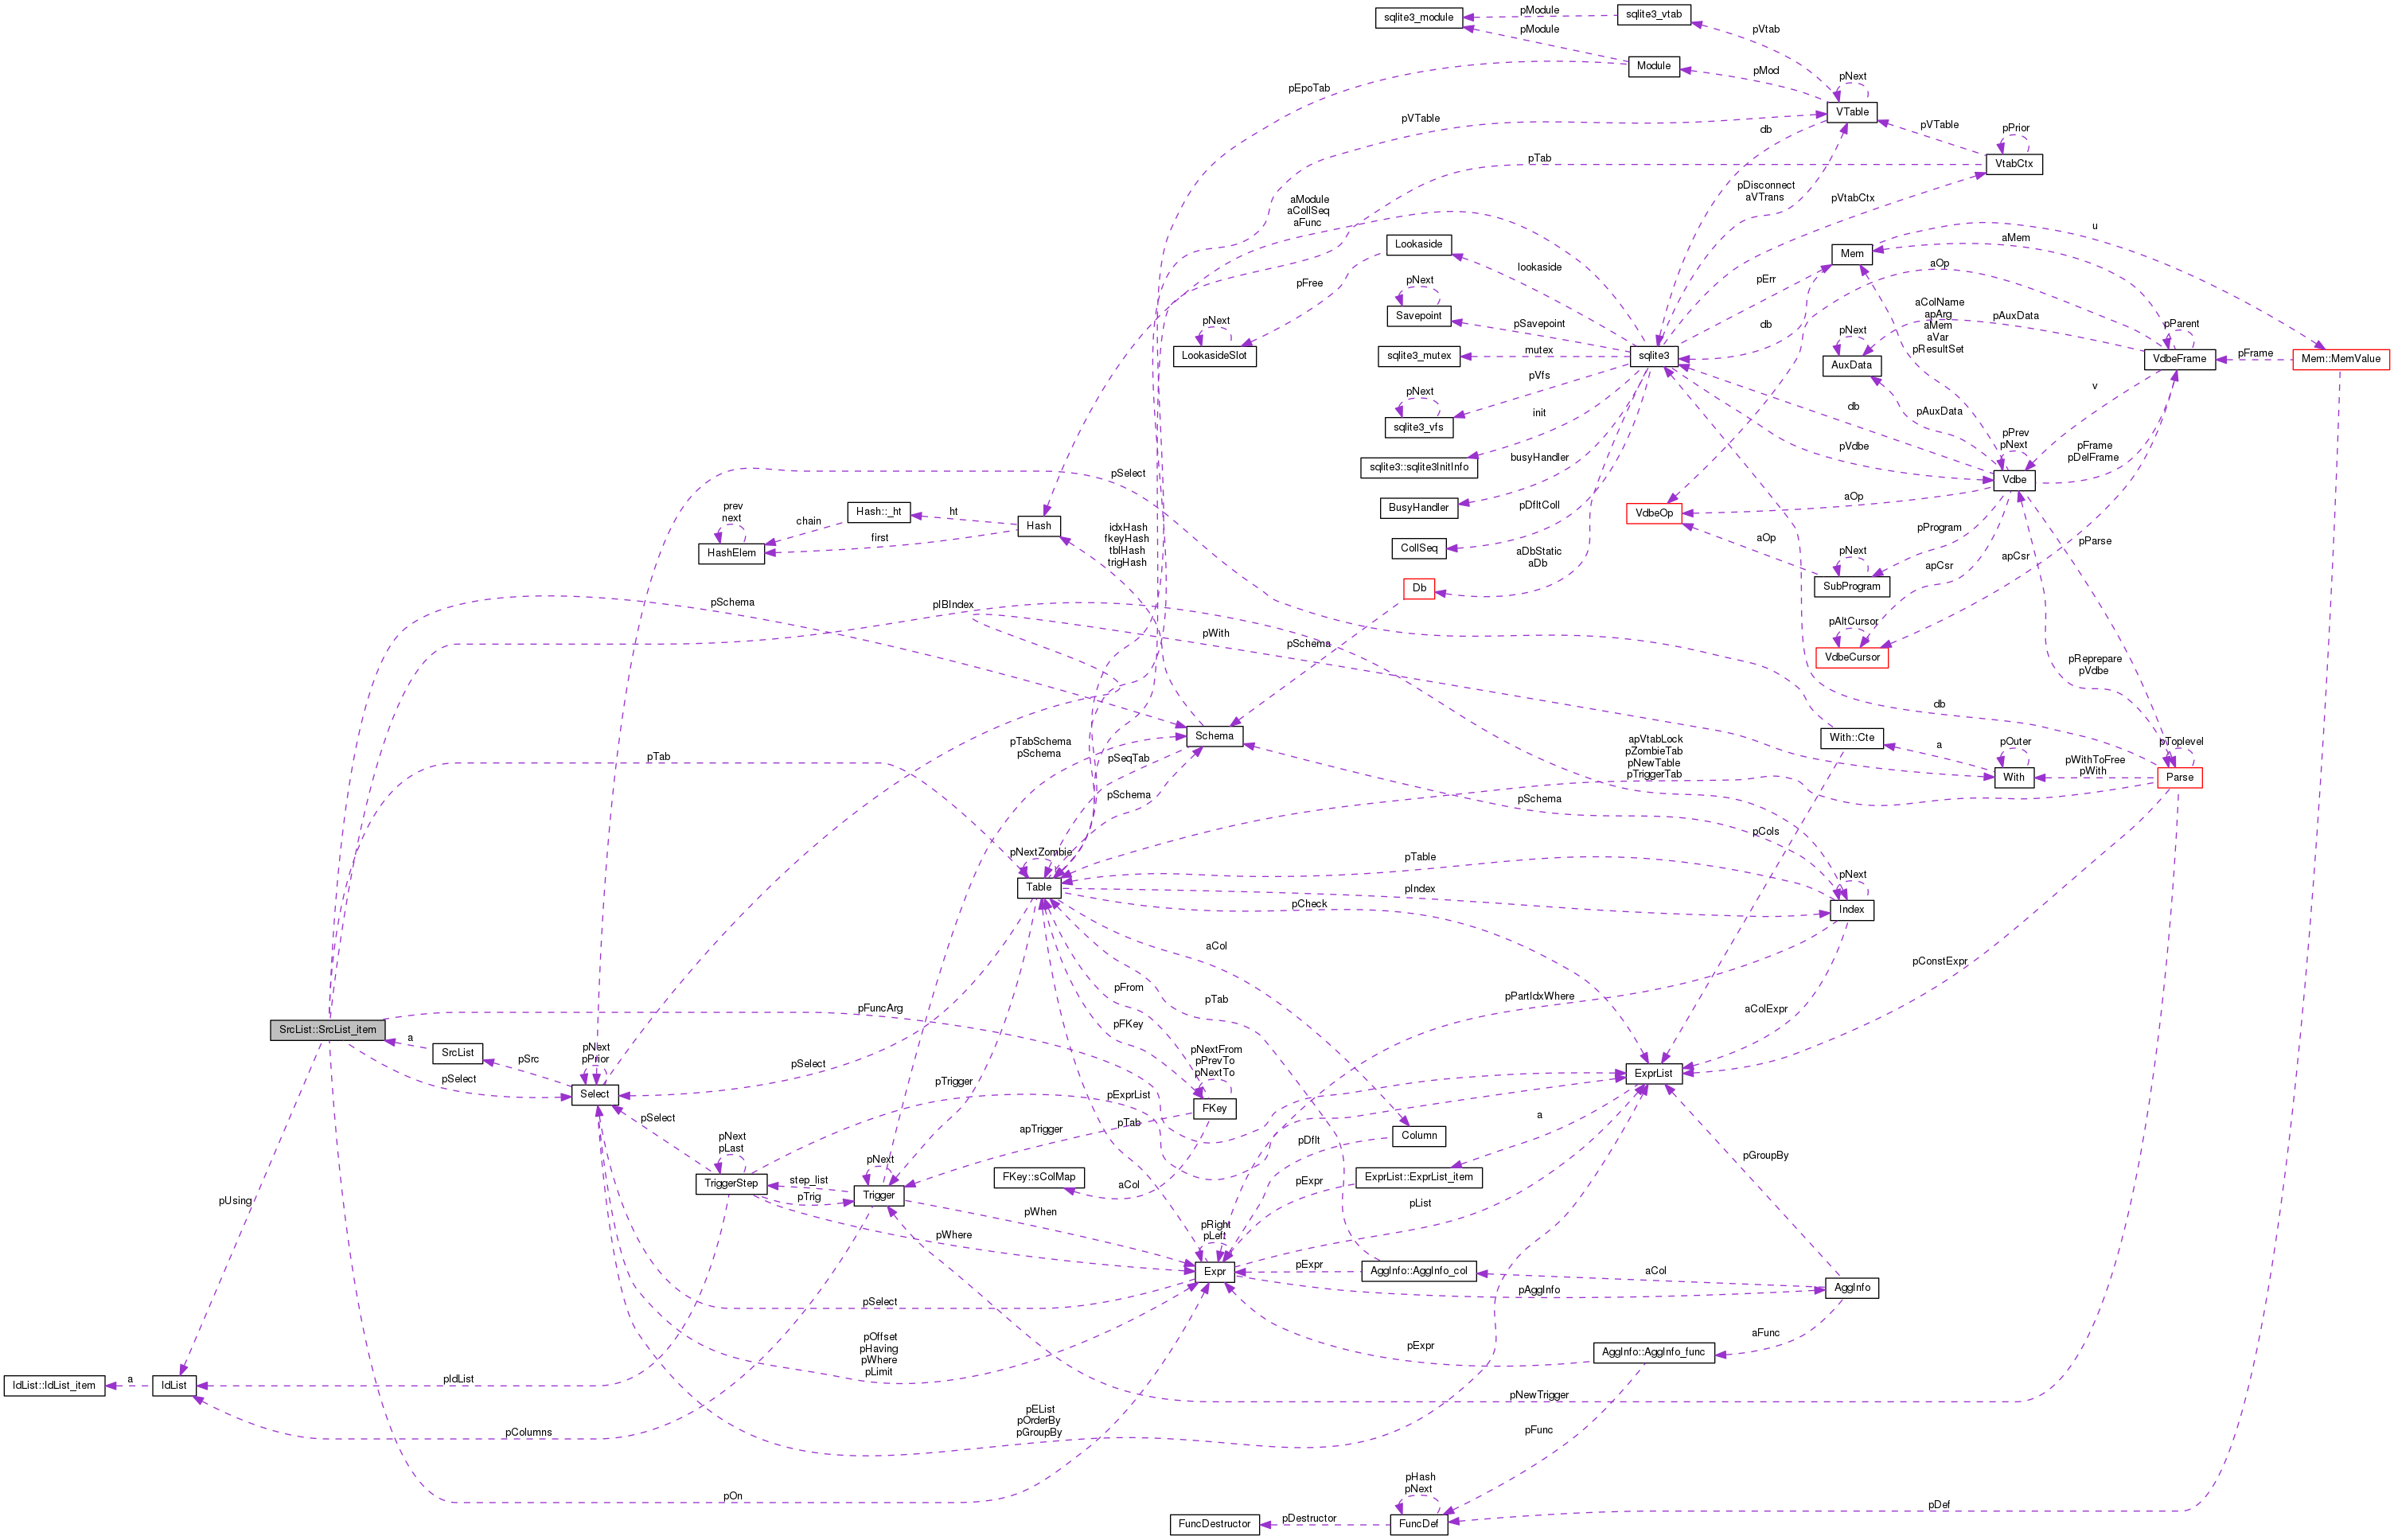 sqlite3_module
pModule
sqlite3_vtab
pModule
pVtab
Module
pMod
pNext
pEpoTab
VTable
pVTable
db
pVTable
pPrior
pTab
VtabCtx
pDisconnect
aVTrans
aModule
aCollSeq
aFunc
pVtabCtx
u
Lookaside
aMem
Mem
lookaside
aOp
pErr
pFree
pNext
Savepoint
aColName
apArg
aMem
aVar
pResultSet
pAuxData
pParent
pNext
pSavepoint
db
pNext
LookasideSlot
sqlite3_mutex
mutex
sqlite3
AuxData
VdbeFrame
pFrame
Mem::MemValue
pVfs
v
pNext
sqlite3_vfs
init
db
pAuxData
pPrev
pNext
pFrame
pDelFrame
pSelect
sqlite3::sqlite3InitInfo
busyHandler
pVdbe
Vdbe
aOp
prev
next
Hash::_ht
ht
chain
Hash
BusyHandler
pDfltColl
VdbeOp
first
HashElem
idxHash
fkeyHash
tblHash
trigHash
CollSeq
pProgram
pParse
aOp
pNext
apCsr
apCsr
aDbStatic
aDb
SubProgram
Db
pSchema
pIBIndex
pAltCursor
pWith
pSchema
VdbeCursor
pReprepare
pVdbe
db
Schema
With::Cte
pTabSchema
pSchema
a
pOuter
pToplevel
pTab
pSeqTab
apVtabLock
pZombieTab
pNewTable
pTriggerTab
pWithToFree
pWith
With
Parse
pSchema
pSchema
pCols
pNextZombie
pTable
pNext
Table
pIndex
pCheck
Index
aCol
pConstExpr
pFrom
pPartIdxWhere
pTab
aColExpr
SrcList::SrcList_item
pFuncArg
pFKey
a
SrcList
pSrc
pNext
pPrior
pSelect
pNextFrom
pPrevTo
pNextTo
pSelect
pTrigger
ExprList
Select
pExprList
FKey
pSelect
pTab
a
Column
apTrigger
pDflt
pNext
pLast
pNext
pGroupBy
FKey::sColMap
aCol
ExprList::ExprList_item
TriggerStep
step_list
pExpr
pTrig
Trigger
pUsing
pWhen
pList
pRight
pLeft
pWhere
Expr
pExpr
AggInfo::AggInfo_col
aCol
AggInfo
pSelect
pAggInfo
pOffset
pHaving
pWhere
pLimit
aFunc
pExpr
AggInfo::AggInfo_func
IdList::IdList_item
a
IdList
pIdList
pNewTrigger
pEList
pOrderBy
pGroupBy
pColumns
pFunc
pHash
pNext
pOn
pDef
FuncDestructor
pDestructor
FuncDef